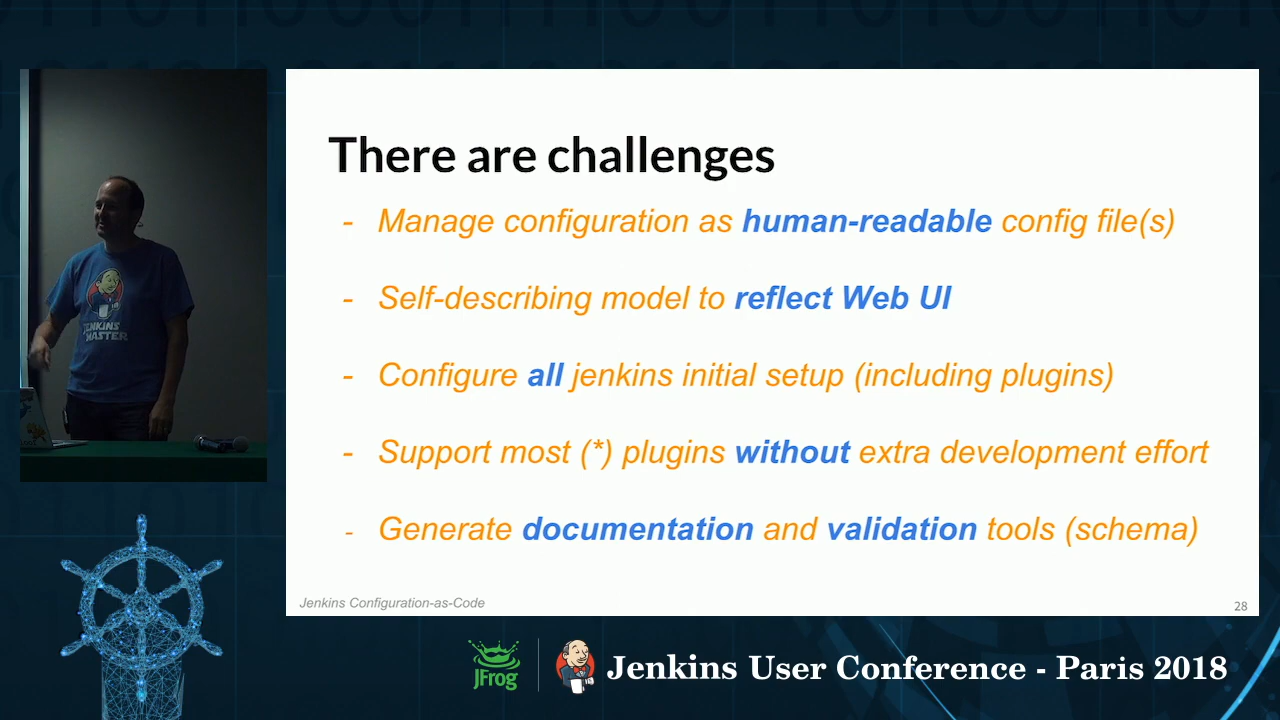 There are challenges
- Manage configuration as human-readable config file(s)
- Self-describing model to reflect Web UI
- Configure all jenkins initial setup (including plugins)
- Support most (*) plugins without extra development effort
- Generate documentation and validation tools (schema)
Jenkins Configuration-as-Code
28
JENKINS
MASTER
JFrog
Jenkins User Conference - Paris 2018